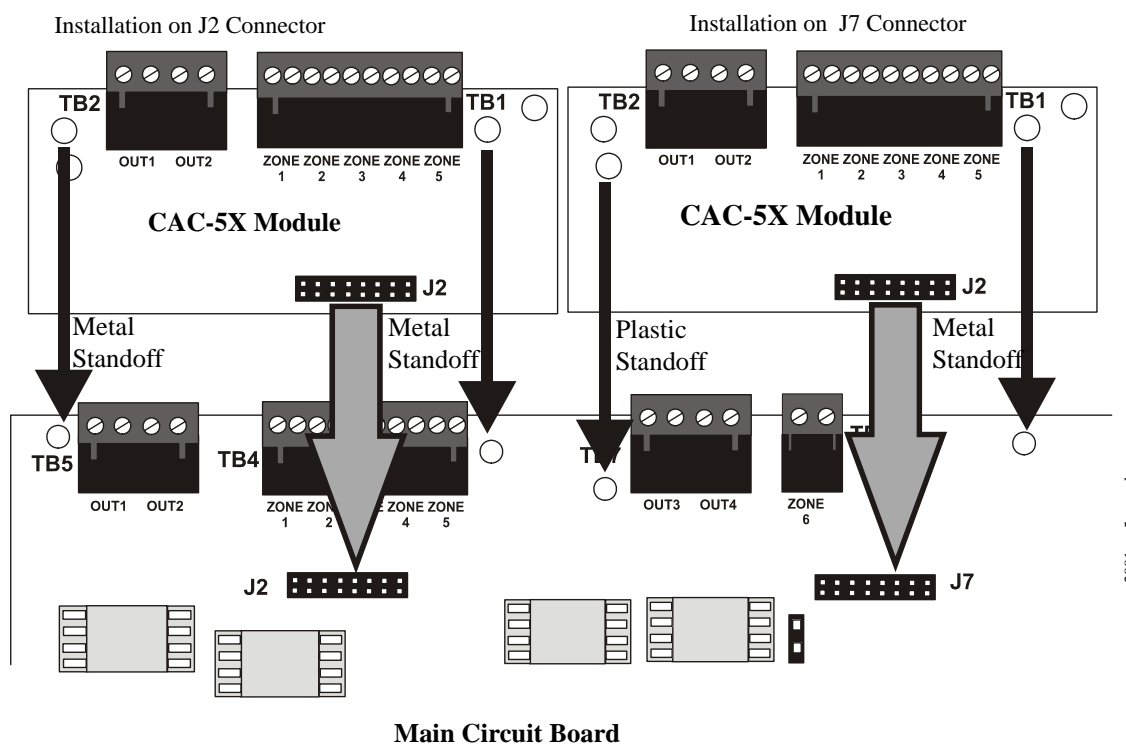 Installation on J2 Connector
Installation on J7 Connector
TB2
TB1
OUT1 OUT2
ZONE 1 ZONE 2 ZONE 3 ZONE 4 ZONE 5
CAC-5X Module
J2
TB2
TB1
OUT1 OUT2
ZONE 1 ZONE 2 ZONE 3 ZONE 4 ZONE 5
CAC-5X Module
J2
Metal
Standoff
Metal
Standoff
Plastic
Standoff
Metal
Standoff
TB5
TB4
OUT1 OUT2
ZONE 1 ZONE 2 ZONE 4 ZONE 5
OUT3 OUT4
ZONE 6
J2
J7
Main Circuit Board